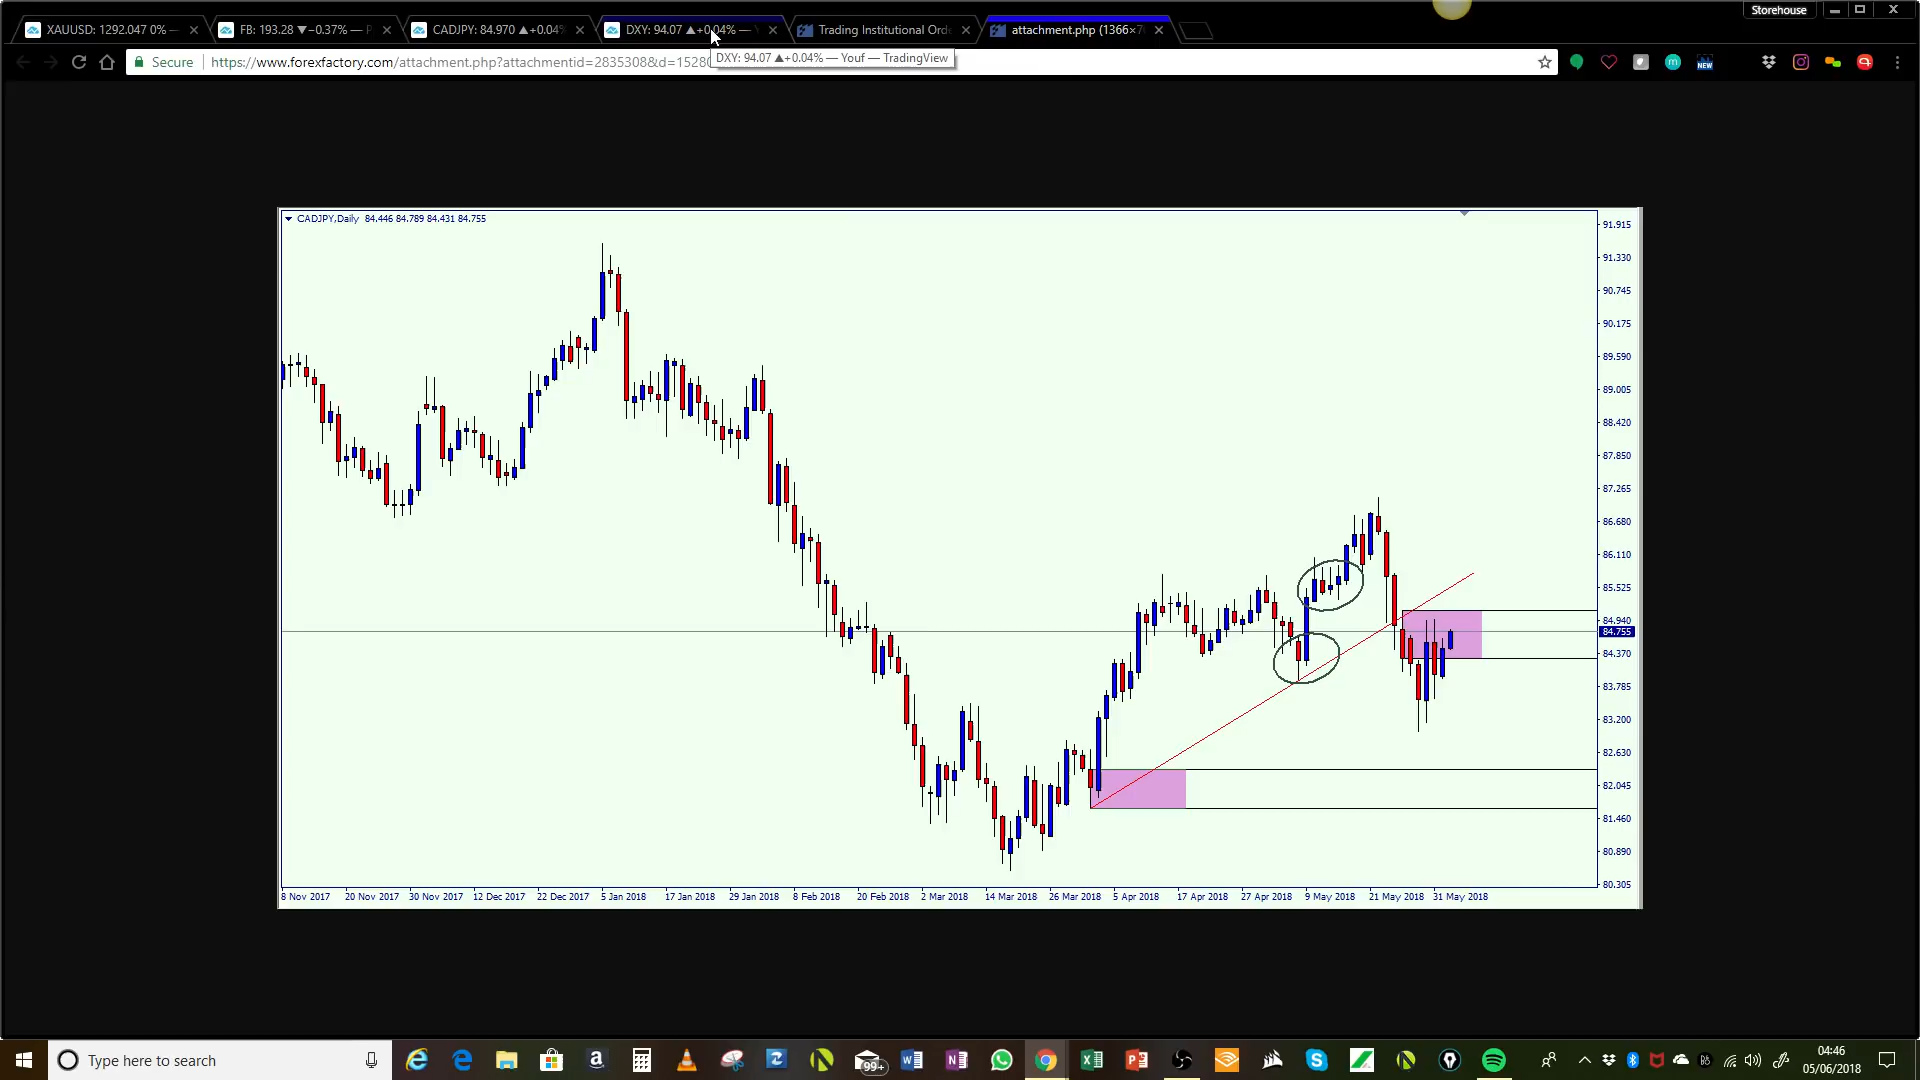 Storehouse
XAUUSD: 1292.047 0% —
FB: 193.28 ▼−0.37% — P
CADJPY: 84.970 ▲+0.04%
DXY: 94.07 ▲+0.04% — Y
Trading Institutional Ord
attachment.php (1366×76
Secure
https://www.forexfactory.com/attachment.php?attachmentid=2835308&d=15280
DXY: 94.07 ▲+0.04% — Youf — TradingView
NEW
CADJPY,Daily 84.446 84.789 84.431 84.755
91.915
91.330
90.745
90.175
89.590
89.005
88.420
87.850
87.265
86.680
86.110
85.525
84.940
84.755
84.370
83.785
83.200
82.630
82.045
81.460
80.890
80.305
8 Nov 2017 20 Nov 2017 30 Nov 2017 12 Dec 2017 22 Dec 2017 5 Jan 2018 17 Jan 2018 29 Jan 2018 8 Feb 2018 20 Feb 2018 2 Mar 2018 14 Mar 2018 26 Mar 2018 5 Apr 2018 17 Apr 2018 27 Apr 2018 9 May 2018 21 May 2018 31 May 2018
Type here to search
99+
04:46
05/06/2018